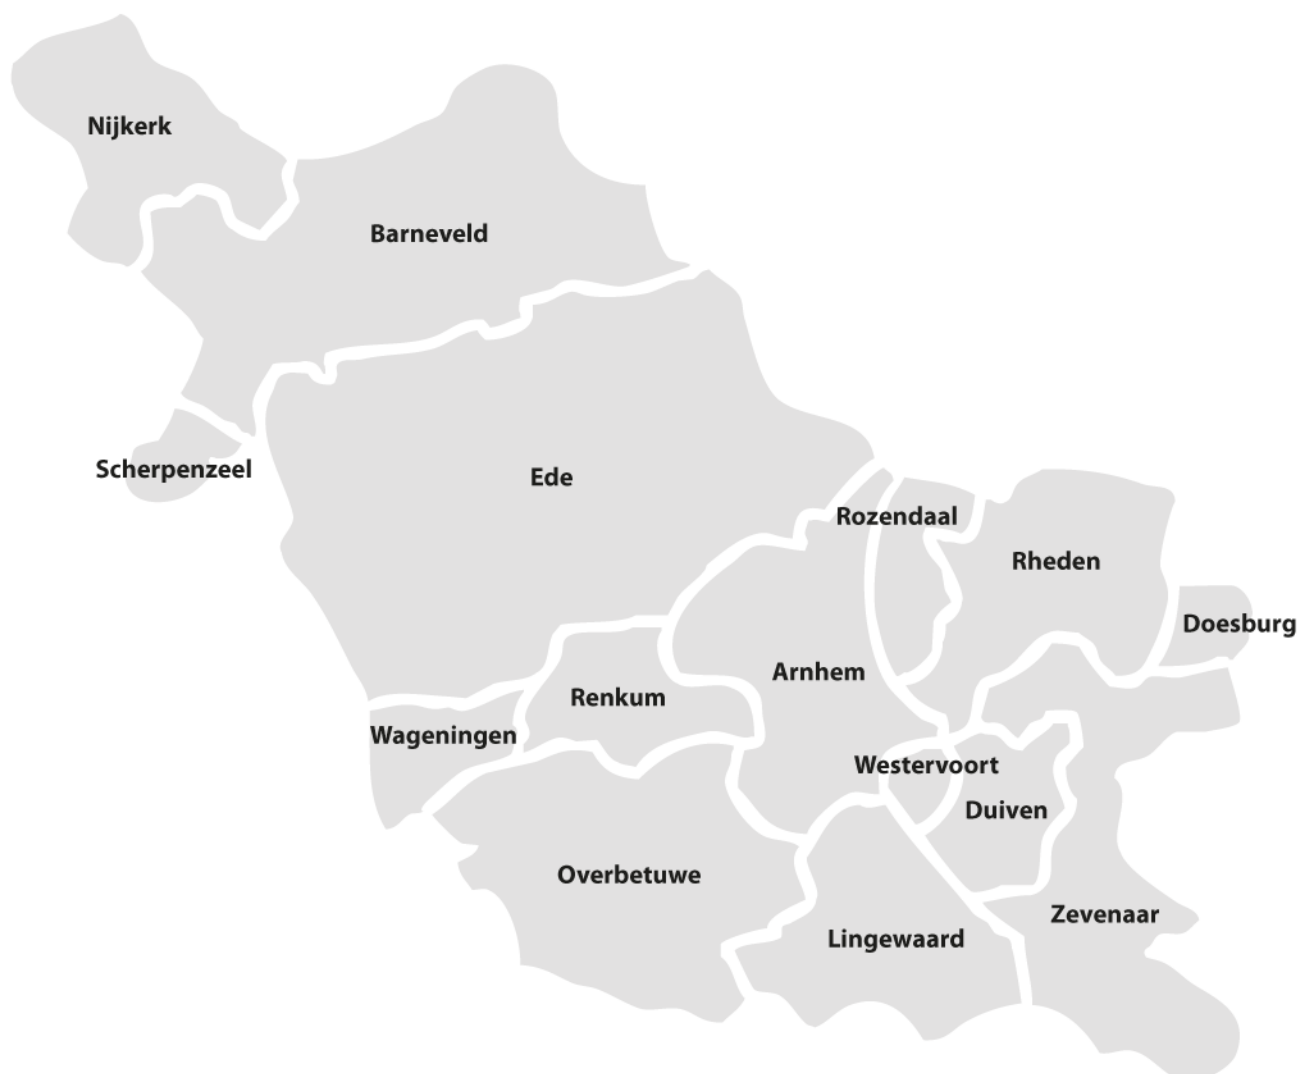 Nijkerk
Barneveld
Scherpenzeel
Ede
Rozendaal
Rheden
Doesburg
Arnhem
Renkum
Wageningen
Westervoort
Duiven
Overbetuwe
Zevenaar
Lingewaard